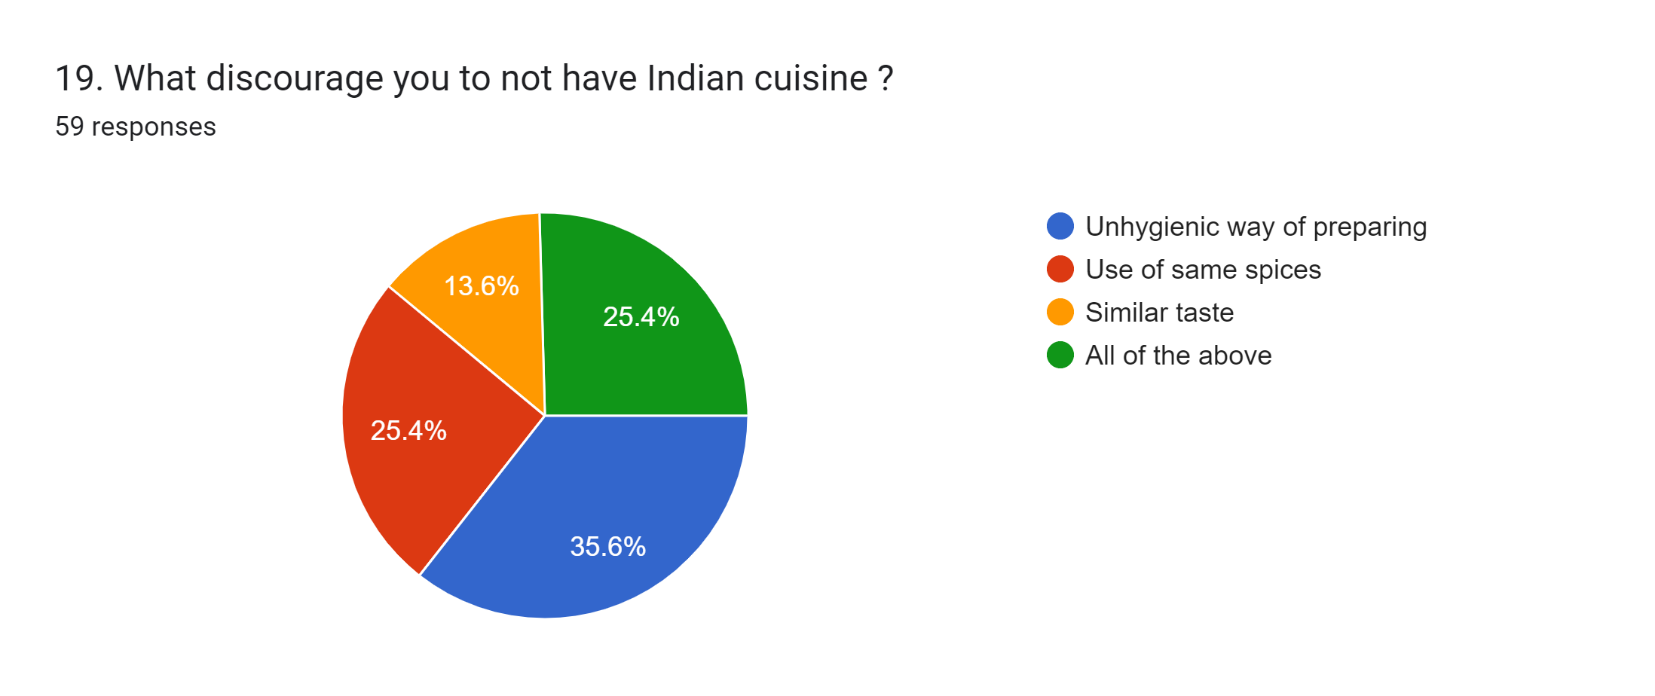 19. What discourage you to not have Indian cuisine ?
59 responses
Unhygienic way of preparing
Use of same spices
Similar taste
All of the above
13.6%
25.4%
25.4%
35.6%